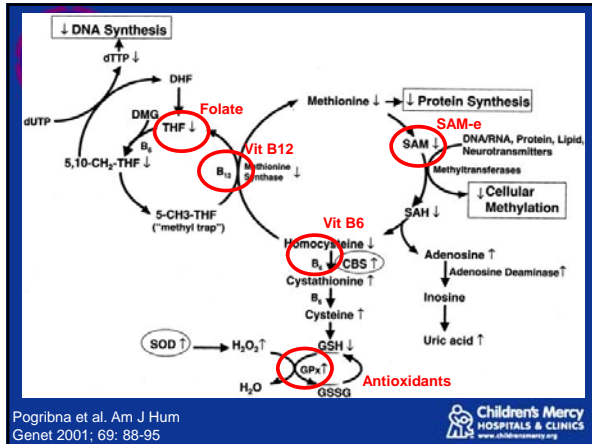 ↓ DNA Synthesis
dTTP ↓
DHF
dUTP
DMG
B6
THF ↓
Folate
5,10-CH2-THF ↓
5-CH3-THF
("methyl trap")
Vit B12
B12
Methionine
Synthase ↓
Methionine ↓
↓ Protein Synthesis
SAM-e
SAM ↓
DNA/RNA, Protein, Lipid,
Neurotransmitters
Methyltransferases
↓ Cellular
Methylation
SAH ↓
Vit B6
Homocysteine ↓
B6
CBS ↑
Cystathionine ↑
B6
Cysteine ↑
Adenosine ↑
Adenosine Deaminase ↑
Inosine
Uric acid ↑
SOD ↑
H2O2 ↑
GSH ↓
GPx ↑
H2O
GSSG
Antioxidants
Pogribna et al. Am J Hum
Genet 2001; 69: 88-95
Children's Mercy
HOSPITALS & CLINICS
www.childrensmercy.org